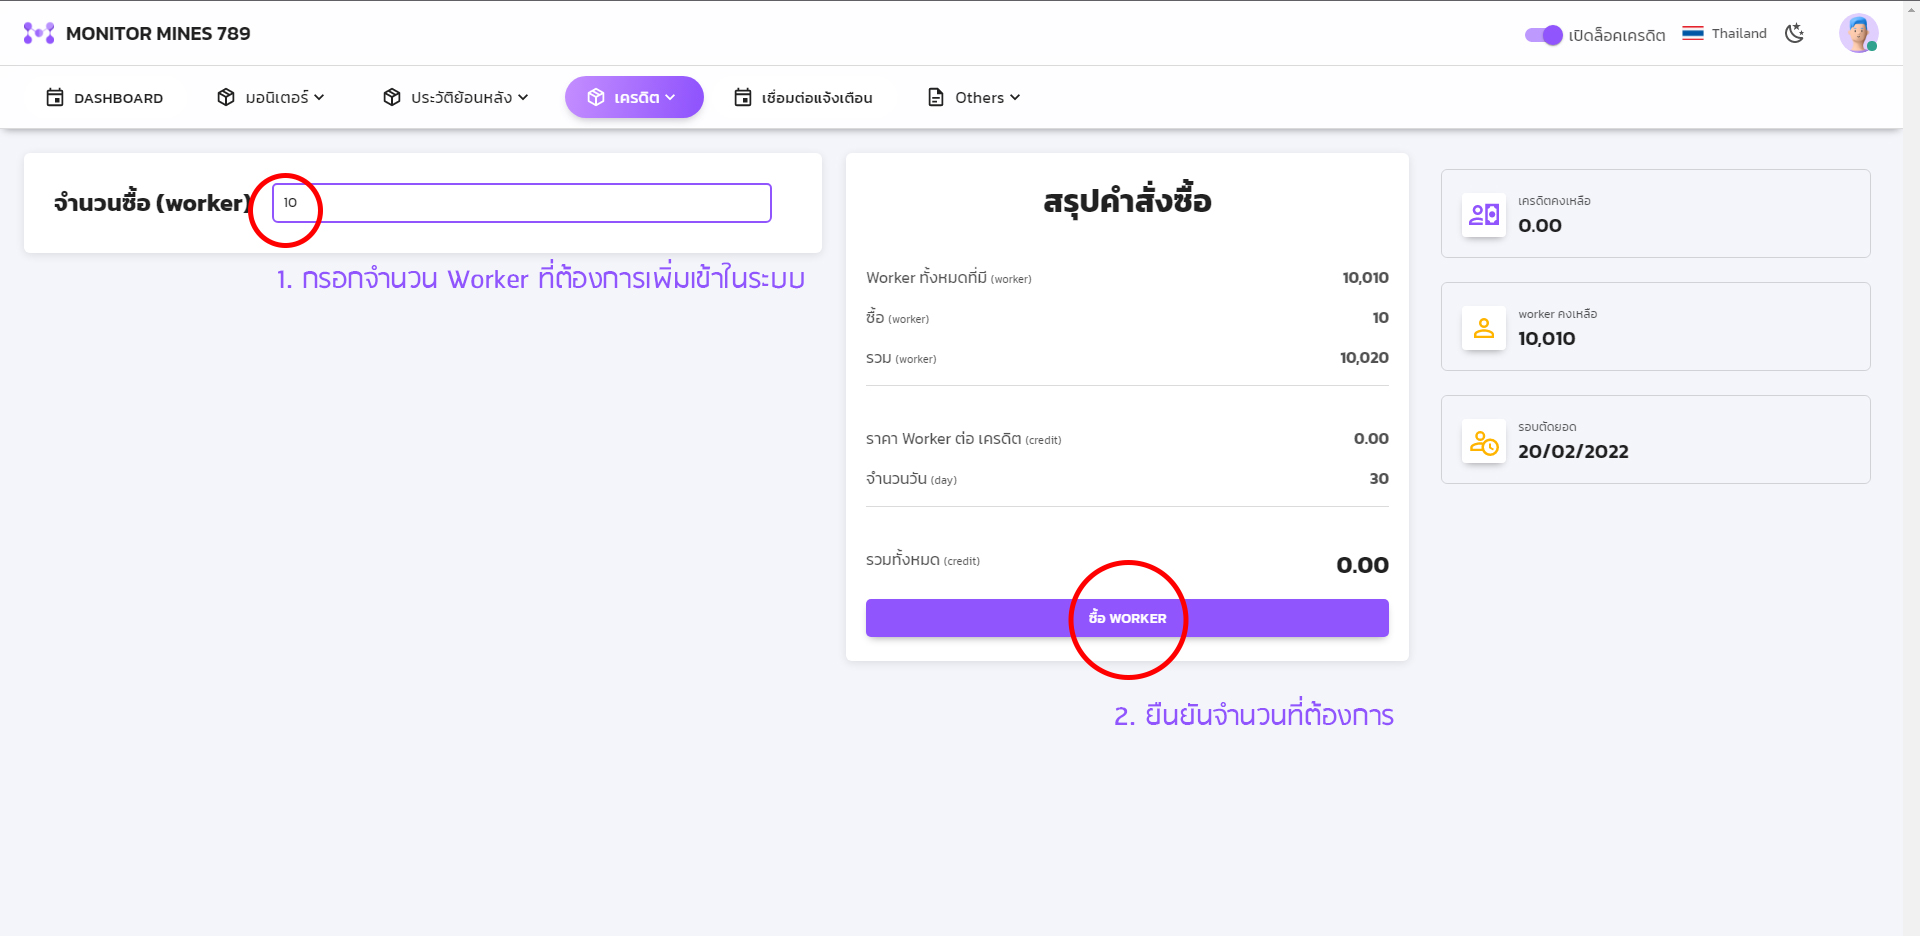 MONITOR MINES 789
เปิดล็อคเครดิต
Thailand
DASHBOARD
มอนิเตอร์
ประวัติย้อนหลัง
เครดิต
เชื่อมต่อแจ้งเตือน
Others
จำนวนซื้อ (worker)
10
1. กรอกจำนวน Worker ที่ต้องการเพิ่มเข้าในระบบ
สรุปคำสั่งซื้อ
Worker ทั้งหมดที่มี (worker) 10,010
ซื้อ (worker) 10
รวม (worker) 10,020
ราคา Worker ต่อ เครดิต (credit) 0.00
จำนวนวัน (day) 30
รวมทั้งหมด (credit) 0.00
ซื้อ WORKER
2. ยืนยันจำนวนที่ต้องการ
เครดิตคงเหลือ
0.00
worker คงเหลือ
10,010
รอบตัดยอด
20/02/2022